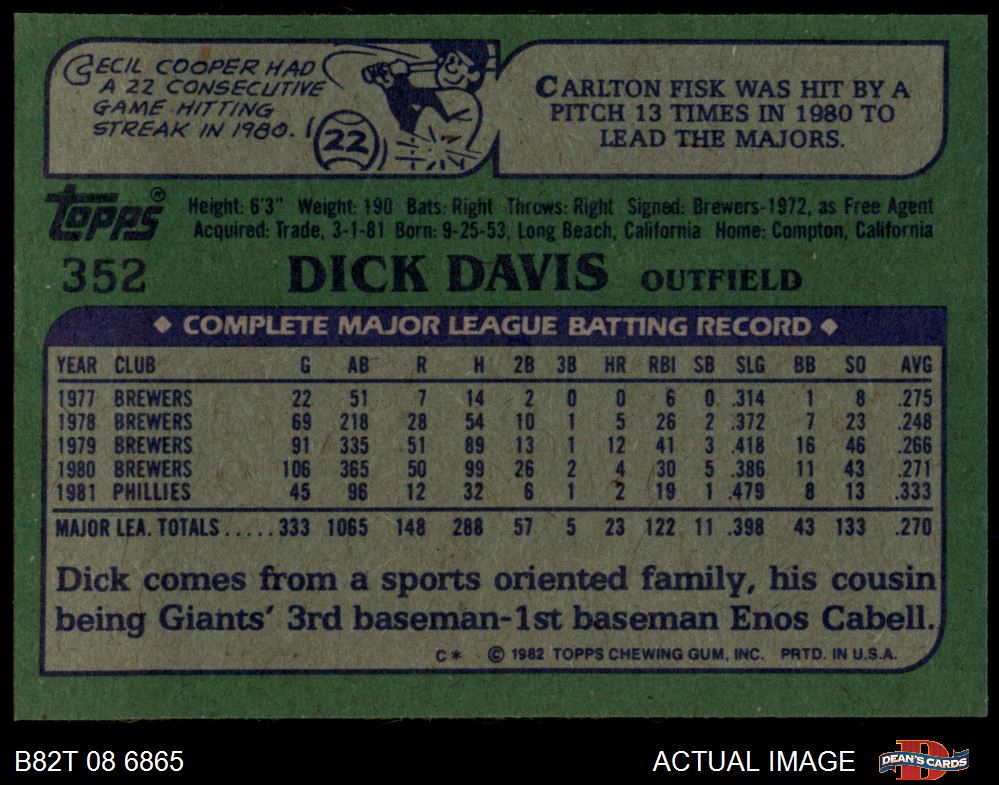 CECIL COOPER HAD
A 22 CONSECUTIVE
GAME HITTING
STREAK IN 1980.
22
CARLTON FISK WAS HIT BY A
PITCH 13 TIMES IN 1980 TO
LEAD THE MAJORS.
Topps®
Height: 6'3" Weight: 190 Bats: Right Throws: Right Signed: Brewers-1972, as Free Agent
Acquired: Trade, 3-1-81 Born: 9-25-53, Long Beach, California Home: Compton, California
352 DICK DAVIS OUTFIELD
◆ COMPLETE MAJOR LEAGUE BATTING RECORD ◆
YEAR CLUB G AB R H 2B 3B HR RBI SB SLG BB SO AVG
1977 BREWERS 22 51 7 14 2 0 0 6 0 .314 1 8 .275
1978 BREWERS 69 218 28 54 10 1 5 26 2 .372 7 23 .248
1979 BREWERS 91 335 51 89 13 1 12 41 3 .418 16 46 .266
1980 BREWERS 106 365 50 99 26 2 4 30 5 .386 11 43 .271
1981 PHILLIES 45 96 12 32 6 1 2 19 1 .479 8 13 .333
MAJOR LEA. TOTALS.....333 1065 148 288 57 5 23 122 11 .398 43 133 .270
Dick comes from a sports oriented family, his cousin
being Giants' 3rd baseman-1st baseman Enos Cabell.
C* © 1982 TOPPS CHEWING GUM, INC. PRTD. IN U.S.A.
B82T 08 6865 ACTUAL IMAGE
D
DEAN'S CARDS